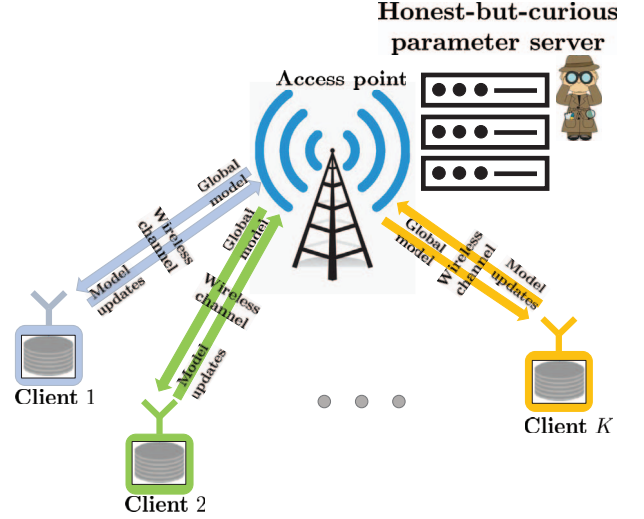 Honest-but-curious
parameter server
Access point
Global
model
Wireless
channel
Model
updates
Global
model
Wireless
channel
Model
updates
Global
model
Wireless
channel
Model
updates
Client 1
Client 2
Client K